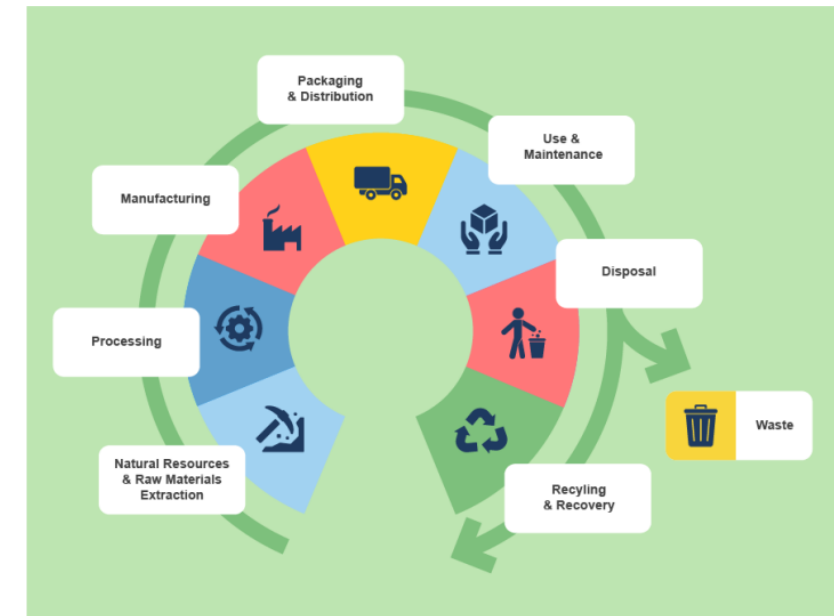 Packaging
& Distribution
Use &
Maintenance
Manufacturing
Disposal
Processing
Waste
Natural Resources
& Raw Materials
Extraction
Recyling
& Recovery